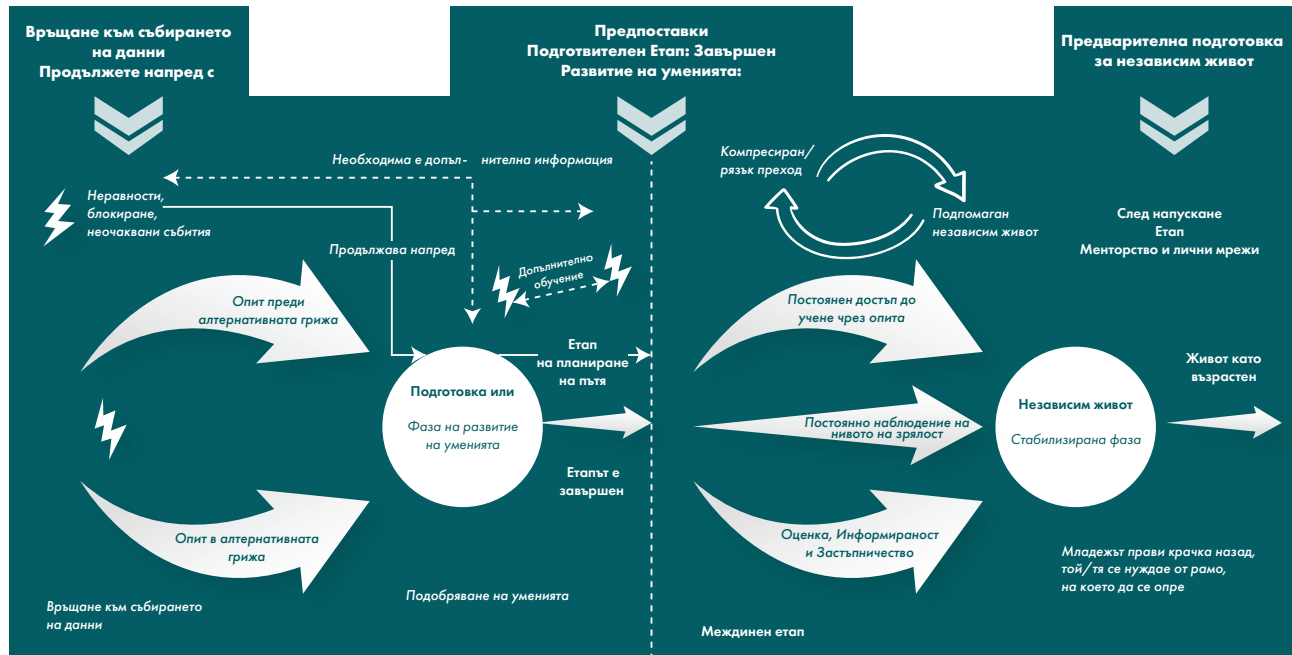 Връщане към събирането
на данни
Продължете напред с
Предпоставки
Подготвителен Етап: Завършен
Развитие на уменията:
Предварителна подготовка
за независим живот
Необходима е допъл- нителна информация
Неравности,
блокиране,
неочаквани събития
Продължава напред
Допълнително
обучение
Опит преди
алтернативната грижа
Етап
на планиране
на пътя
Подготовка или
Фаза на развитие
на уменията
Етапът е
завършен
Опит в алтернативната
грижа
Връщане към събирането
на данни
Подобряване на уменията
Компресиран/
рязък преход
Подпомаган
независим живот
Постоянен достъп до
учене чрез опита
Постоянно наблюдение на
нивото на зрялост
Оценка, Информираност
и Застъпничество
Междинен етап
След напускане
Етап
Менторство и лични мрежи
Независим живот
Стабилизирана фаза
Живот като
възрастен
Младежът прави крачка назад,
той/тя се нуждае от рамо,
на което да се опре